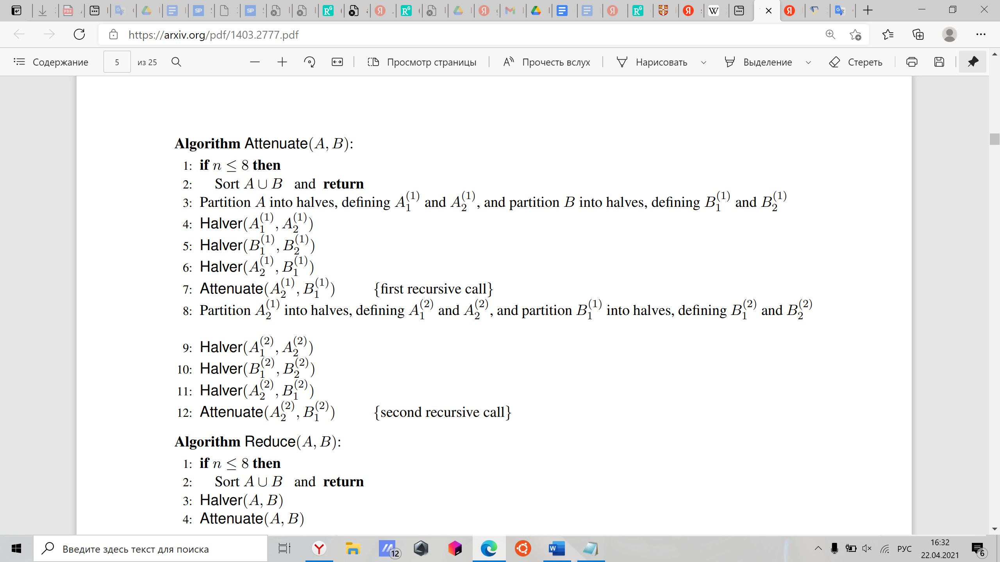 https://arxiv.org/pdf/1403.2777.pdf
Содержание 5 из 25 Просмотр страницы Прочесть вслух Нарисовать Выделение Стереть
Algorithm Attenuate(A, B):
1: if n ≤ 8 then
2: Sort A ∪ B and return
3: Partition A into halves, defining A_1^{(1)} and A_2^{(1)}, and partition B into halves, defining B_1^{(1)} and B_2^{(1)}
4: Halver(A_1^{(1)}, A_2^{(1)})
5: Halver(B_1^{(1)}, B_2^{(1)})
6: Halver(A_2^{(1)}, B_1^{(1)})
7: Attenuate(A_2^{(1)}, B_1^{(1)}) {first recursive call}
8: Partition A_2^{(1)} into halves, defining A_1^{(2)} and A_2^{(2)}, and partition B_1^{(1)} into halves, defining B_1^{(2)} and B_2^{(2)}
9: Halver(A_1^{(2)}, A_2^{(2)})
10: Halver(B_1^{(2)}, B_2^{(2)})
11: Halver(A_2^{(2)}, B_1^{(2)})
12: Attenuate(A_2^{(2)}, B_1^{(2)}) {second recursive call}
Algorithm Reduce(A, B):
1: if n ≤ 8 then
2: Sort A ∪ B and return
3: Halver(A, B)
4: Attenuate(A, B)
Введите здесь текст для поиска 12 РУС 16:32
22.04.2021 6